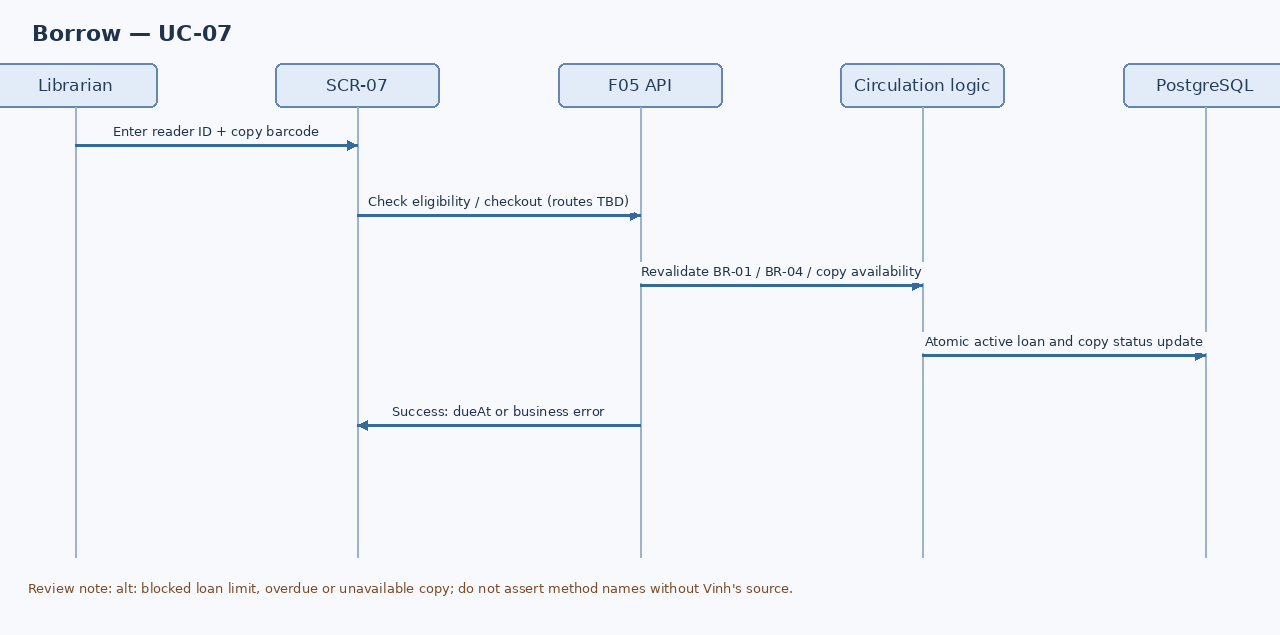 Borrow — UC-07
Librarian
SCR-07
F05 API
Circulation logic
PostgreSQL
Enter reader ID + copy barcode
Check eligibility / checkout (routes TBD)
Revalidate BR-01 / BR-04 / copy availability
Atomic active loan and copy status update
Success: dueAt or business error
Review note: alt: blocked loan limit, overdue or unavailable copy; do not assert method names without Vinh's source.